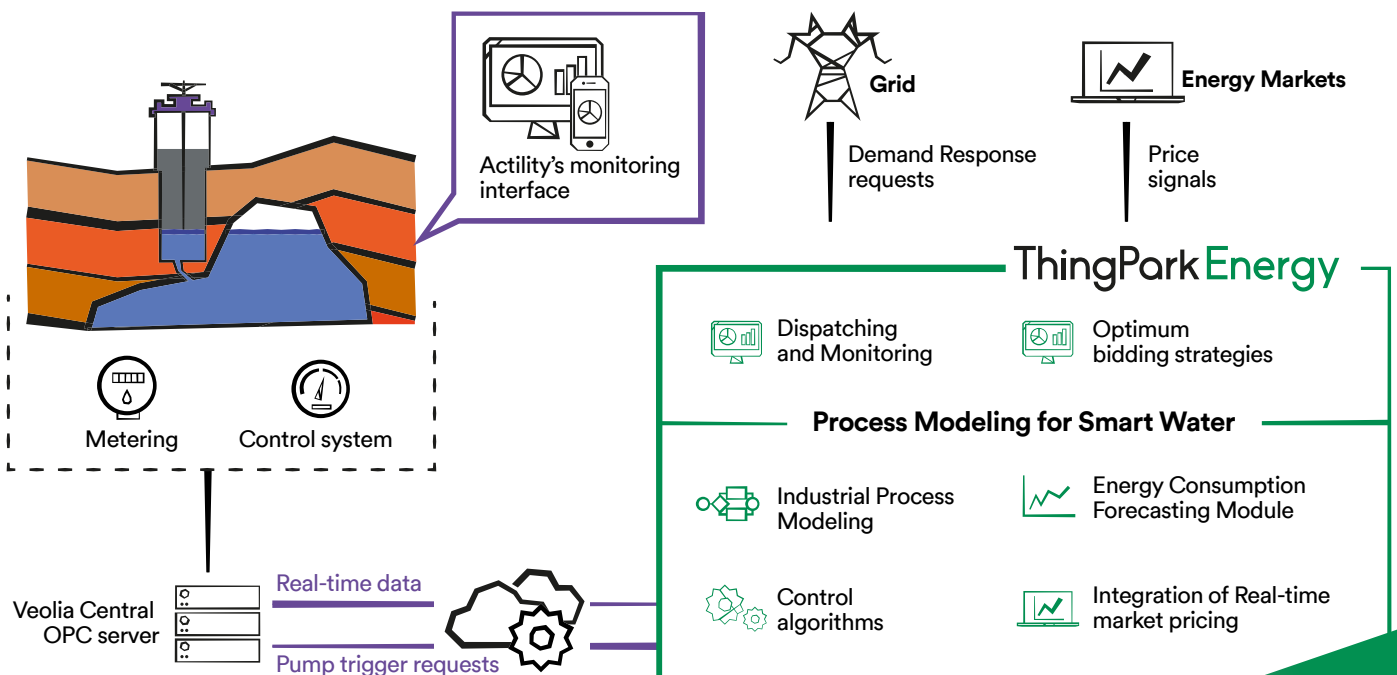 Actility’s monitoring
interface
Grid
Energy Markets
Demand Response
requests
Price
signals
ThingPark Energy
Dispatching
and Monitoring
Optimum
bidding strategies
Process Modeling for Smart Water
Industrial Process
Modeling
Energy Consumption
Forecasting Module
Control
algorithms
Integration of Real-time
market pricing
Metering
Control system
Veolia Central
OPC server
Real-time data
Pump trigger requests